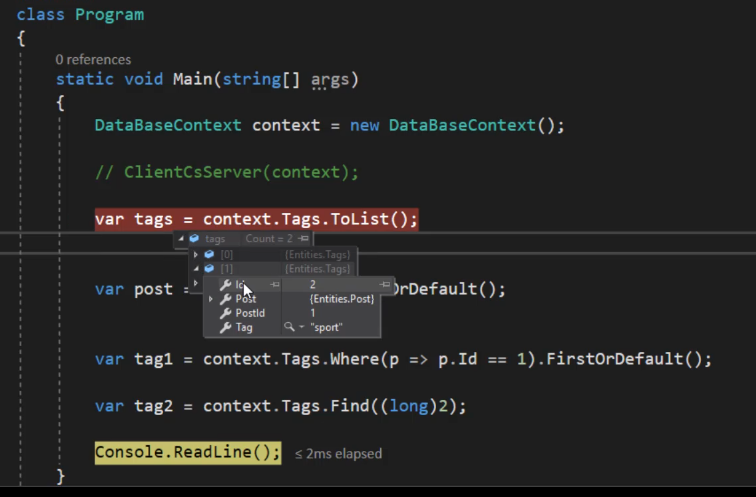 class Program
{
0 references
static void Main(string[] args)
{
DataBaseContext context = new DataBaseContext();
// ClientCsServer(context);
var tags = context.Tags.ToList();
tags Count = 2
[0] {Entities.Tags}
[1] {Entities.Tags}
Id 2
var post = OrDefault();
Post {Entities.Post}
PostId 1
Tag "sport"
var tag1 = context.Tags.Where(p => p.Id == 1).FirstOrDefault();
var tag2 = context.Tags.Find((long)2);
Console.ReadLine(); ≤ 2ms elapsed
}